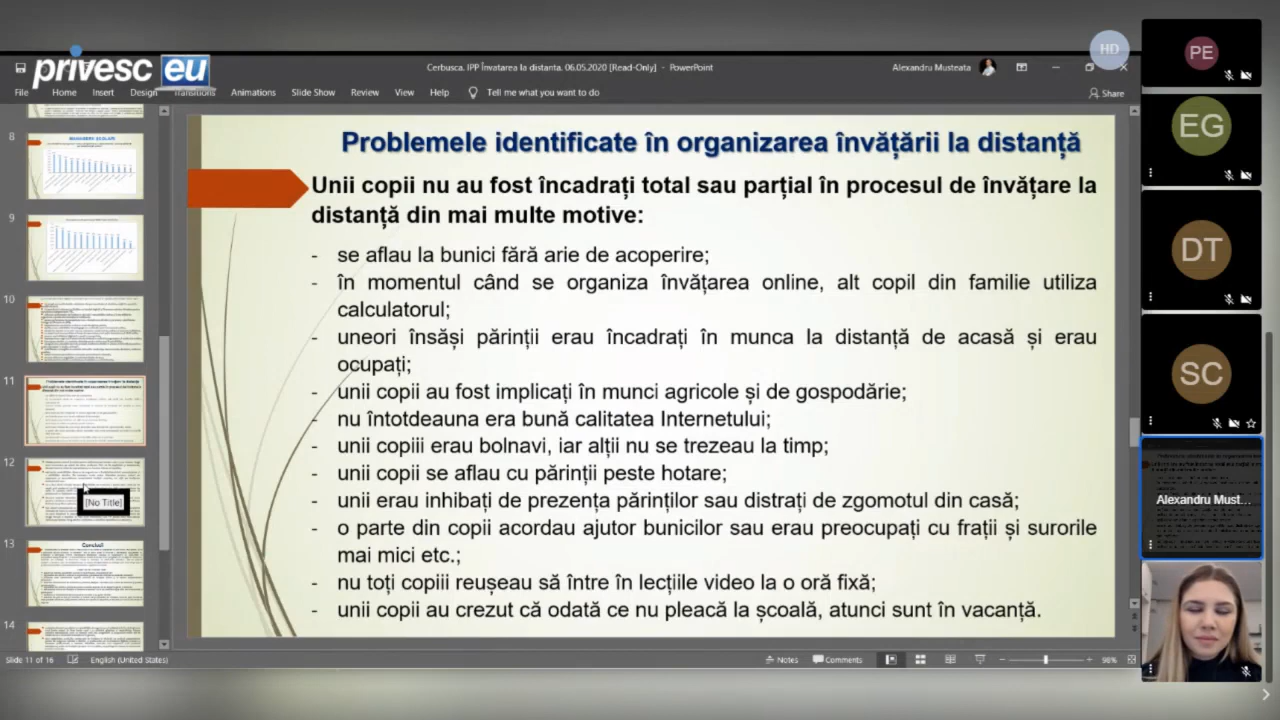 privesc eu
Cerbusca. IPP Învatarea la distanta. 06.05.2020 [Read-Only] - PowerPoint
Alexandru Musteata
HD
File Home Insert Design Transitions Animations Slide Show Review View Help Tell me what you want to do
Share
8
9
10
11
12
[No Title]
13
Concluzii
14
Problemele identificate în organizarea învățării la distanță
Unii copii nu au fost încadrați total sau parțial în procesul de învățare la
distanță din mai multe motive:
- se aflau la bunici fără arie de acoperire;
- în momentul când se organiza învățarea online, alt copil din familie utiliza
calculatorul;
- uneori însăși părinții erau încadrați în munca la distanță de acasă și erau
ocupați;
- unii copii au fost implicați în munci agricole și de gospodărie;
- nu întotdeauna era bună calitatea Internetului;
- unii copiii erau bolnavi, iar alții nu se trezeau la timp;
- unii copii se aflau cu părinții peste hotare;
- unii erau inhibați de prezența părinților sau distrați de zgomotul din casă;
- o parte din copii, dădau ajutor bunicilor sau erau preocupați cu frații și surorile
mai mici etc.;
- nu toți copiii reușeau să între în lecțiile video la o oră fixă;
- unii copii au crezut că odată ce nu pleacă la școală, atunci sunt în vacanță.
PE
EG
DT
SC
Alexandru Must...
Slide 11 of 16 English (United States)
Notes Comments 98%